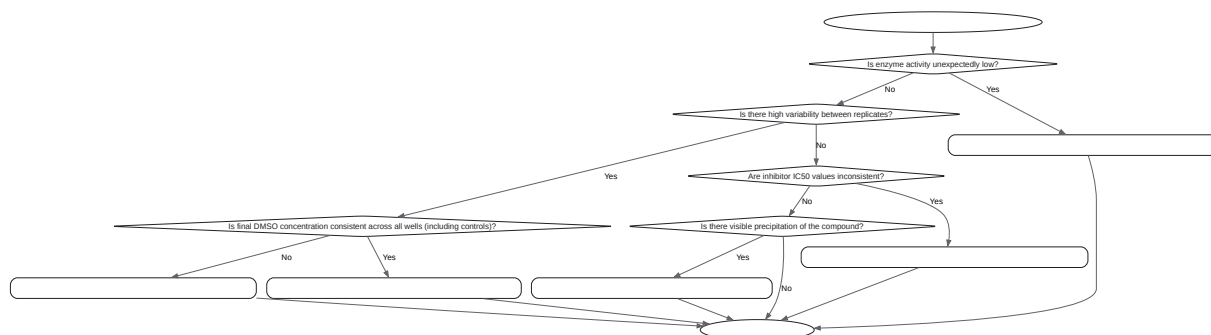 Is enzyme activity unexpectedly low?
No
Yes
Is there high variability between replicates?
No
Yes
Are inhibitor IC50 values inconsistent?
No
Yes
Is final DMSO concentration consistent across all wells (including controls)?
Is there visible precipitation of the compound?
No
Yes
Yes
No